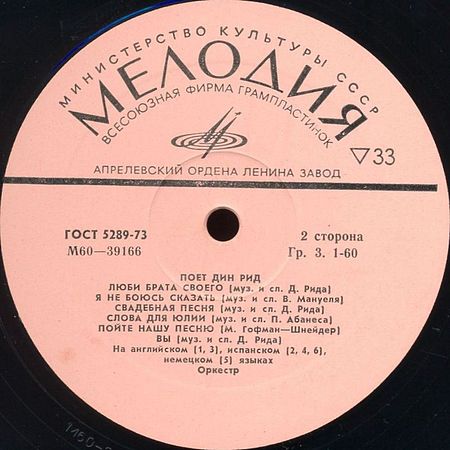 МИНИСТЕРСТВО КУЛЬТУРЫ СССР
МЕЛОДИЯ
ВСЕСОЮЗНАЯ ФИРМА ГРАМПЛАСТИНОК
▽33
АПРЕЛЕВСКИЙ ОРДЕНА ЛЕНИНА ЗАВОД
ГОСТ 5289-73
М60—39166
2 сторона
Гр. 3. 1-60
ПОЕТ ДИН РИД
ЛЮБИ БРАТА СВОЕГО [муз. и сл. Д. Рида]
Я НЕ БОЮСЬ СКАЗАТЬ [муз. и сл. В. Мануеля]
СВАДЕБНАЯ ПЕСНЯ [муз. и сл. Д. Рида]
СЛОВА ДЛЯ ЮЛИИ [муз. и сл. П. Абанеса]
ПОЙТЕ НАШУ ПЕСНЮ [М. Гофман—Шнейдер]
ВЫ [муз. и сл. Д. Рида]
На английском [1, 3], испанском [2, 4, 6],
немецком [5] языках
Оркестр